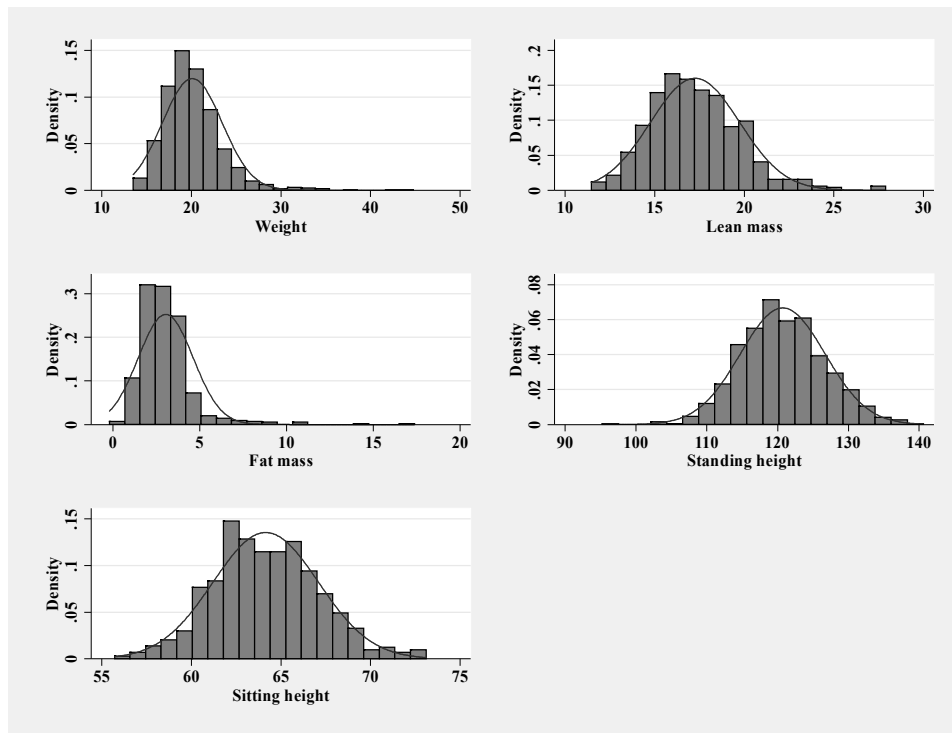 Density
0 .05 .1 .15
10 20 30 40 50
Weight
Density
0 .05 .1 .15 .2
10 15 20 25 30
Lean mass
Density
0 .1 .2 .3
0 5 10 15 20
Fat mass
Density
0 .02 .04 .06 .08
90 100 110 120 130 140
Standing height
Density
0 .05 .1 .15
55 60 65 70 75
Sitting height